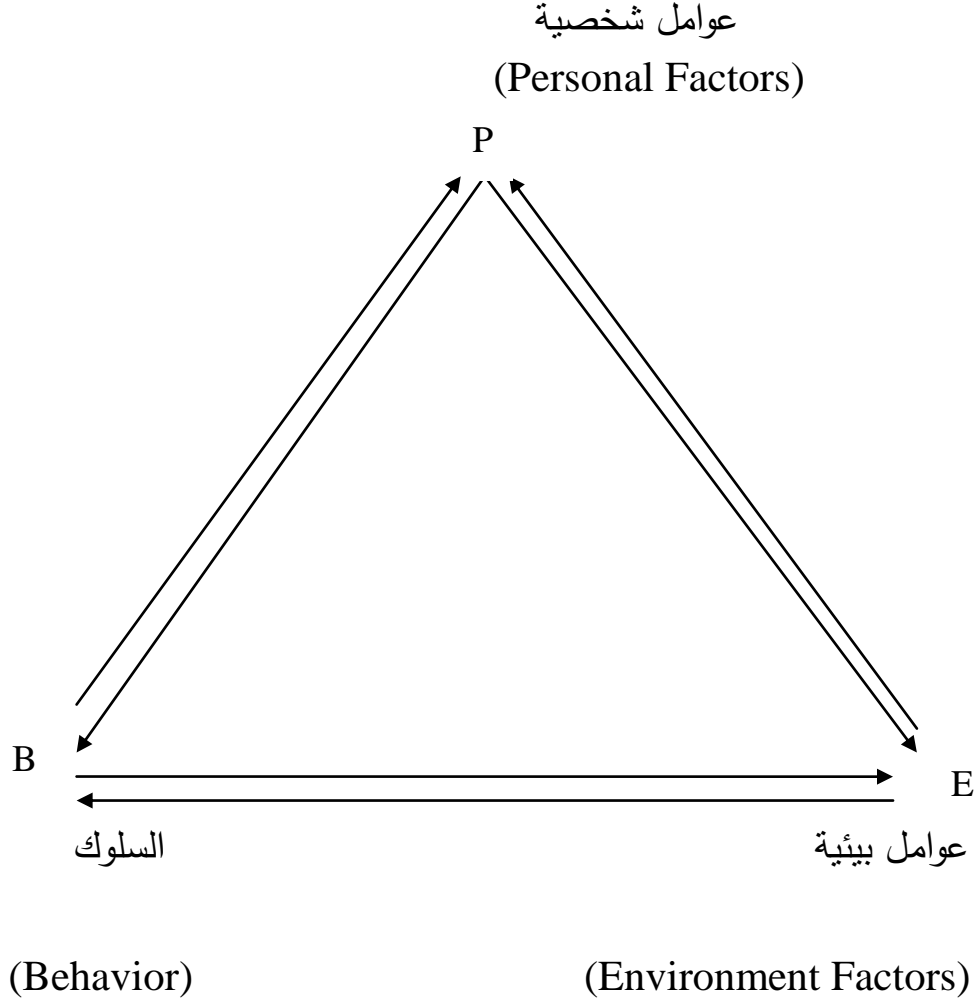 عوامل شخصية
(Personal Factors)
P
B
E
السلوك
عوامل بيئية
(Behavior)
(Environment Factors)